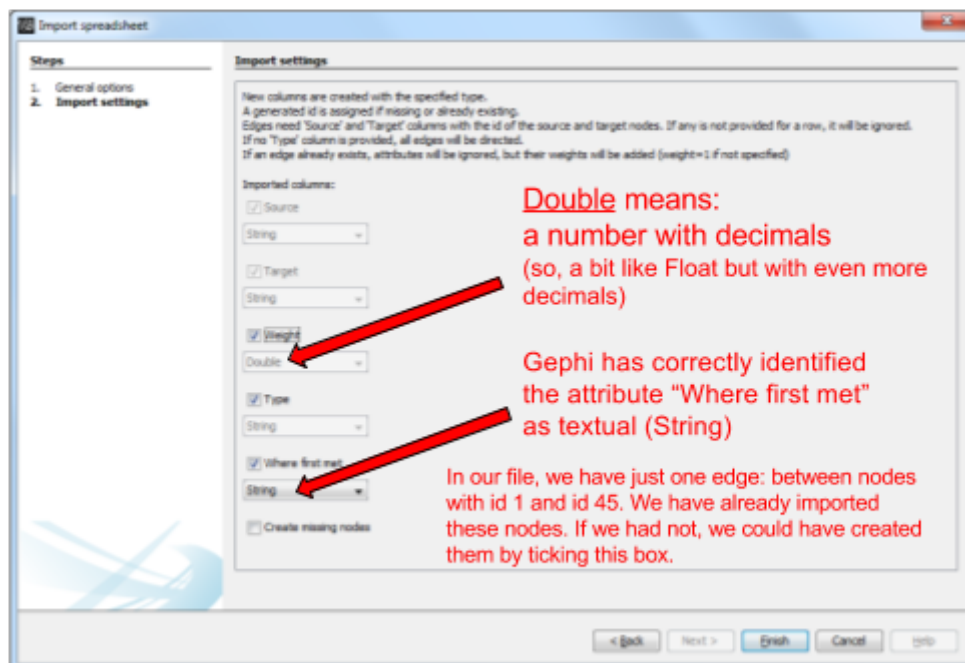 Import spreadsheet
Steps
1. General options
2. Import settings
Import settings
New columns are created with the specified type.
A generated id is assigned if missing or already existing.
Edges need 'Source' and 'Target' columns with the id of the source and target nodes. If any is not provided for a row, it will be ignored.
If no 'Type' column is provided, all edges will be directed.
If an edge already exists, attributes will be ignored, but their weights will be added (weight=1 if not specified)
Imported columns:
Source
String
Target
String
Weight
Double
Type
String
Where first met
String
Create missing nodes
Double means:
a number with decimals
(so, a bit like Float but with even more
decimals)
Gephi has correctly identified
the attribute “Where first met”
as textual (String)
In our file, we have just one edge: between nodes
with id 1 and id 45. We have already imported
these nodes. If we had not, we could have created
them by ticking this box.
< Back Next > Finish Cancel Help